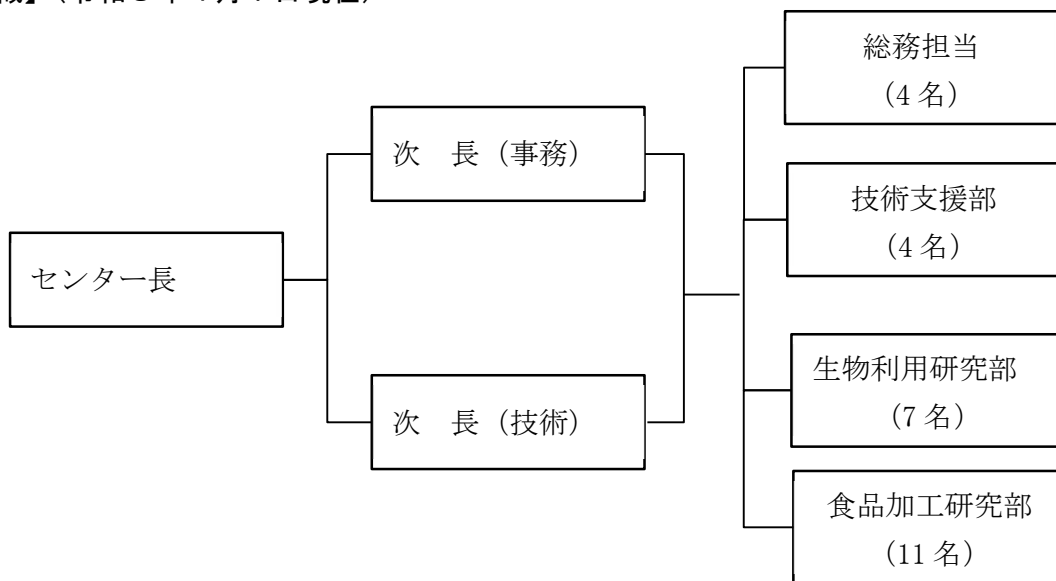 総務担当
（4 名）
次　長（事務）
技術支援部
（4 名）
センター長
生物利用研究部
（7 名）
次　長（技術）
食品加工研究部
（11 名）